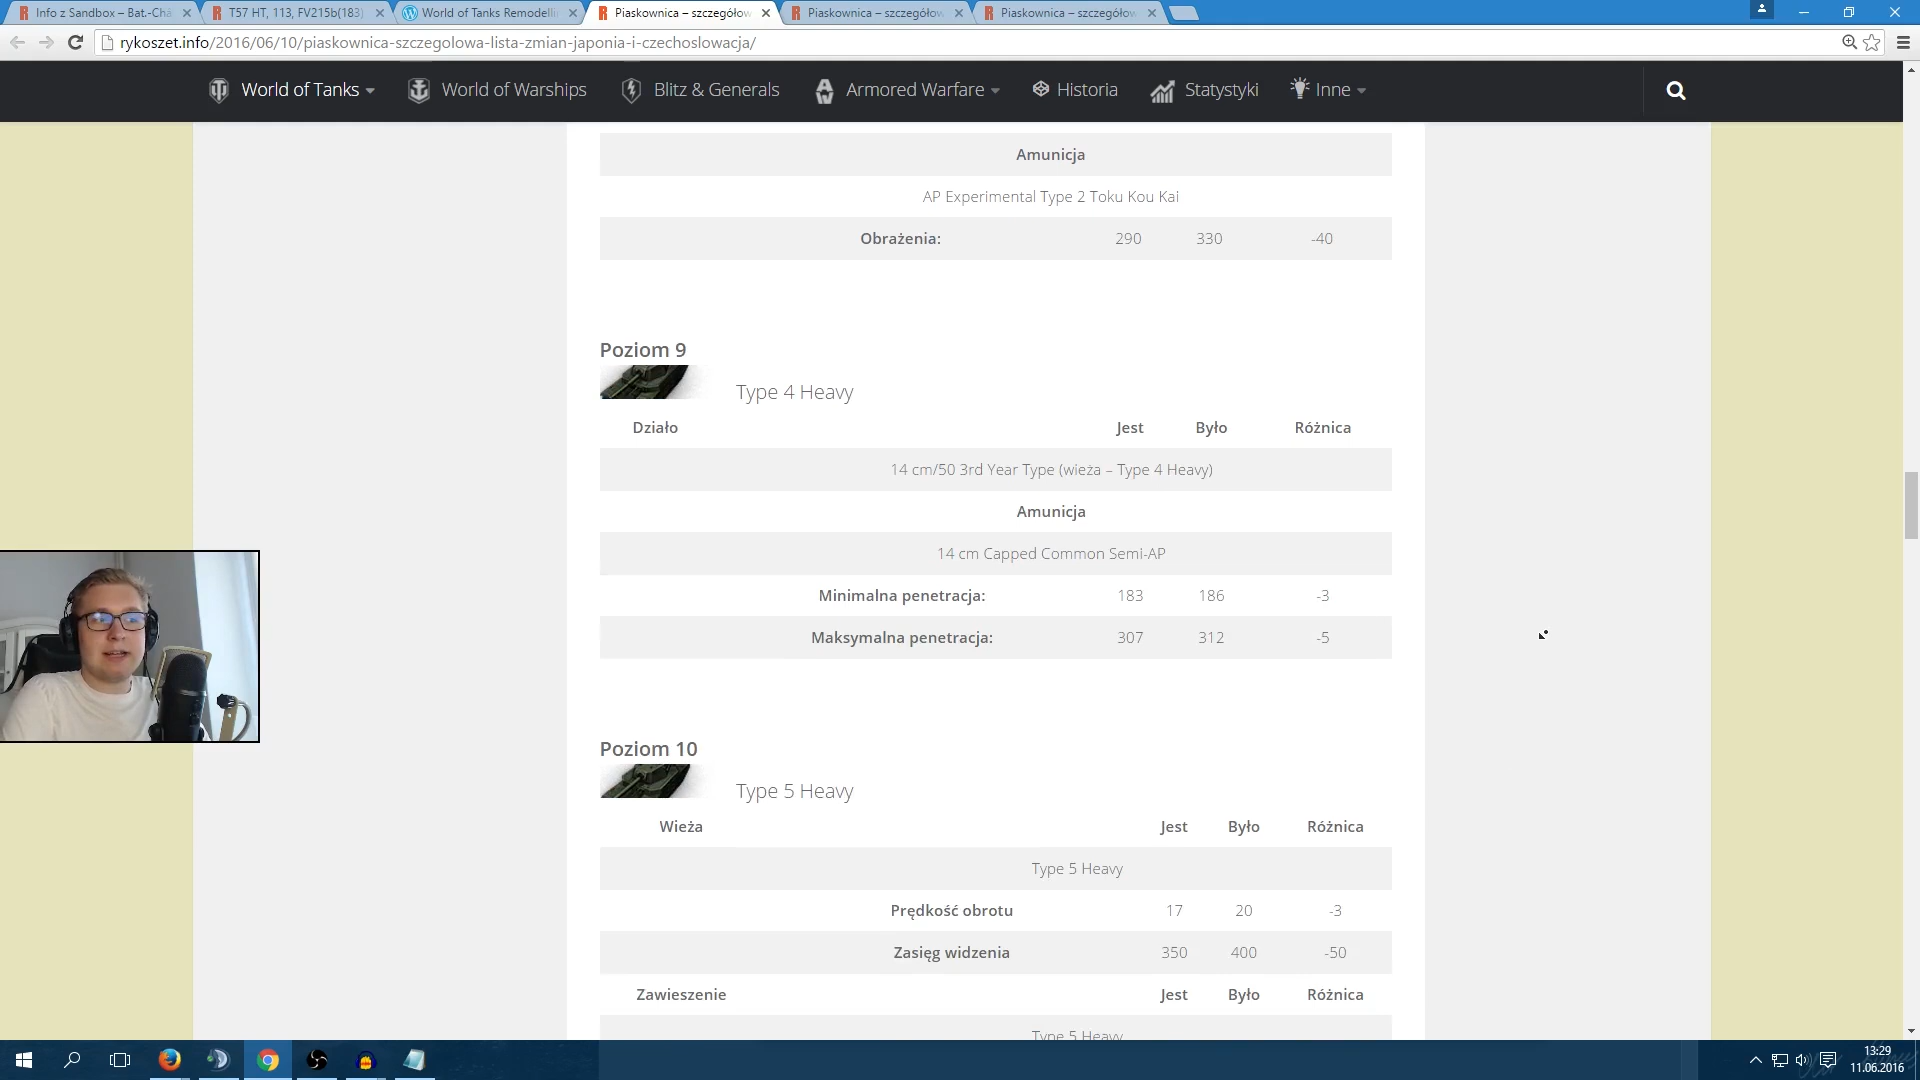 Info z Sandbox – Bat.-Châ
T57 HT, 113, FV215b(183)
World of Tanks Remodelli
Piaskownica – szczegółow
Piaskownica – szczegółow
Piaskownica – szczegółow
rykoszet.info/2016/06/10/piaskownica-szczegolowa-lista-zmian-japonia-i-czechoslowacja/
World of Tanks
World of Warships
Blitz & Generals
Armored Warfare
Historia
Statystyki
Inne
Amunicja
AP Experimental Type 2 Toku Kou Kai
Obrażenia: 290 330 -40
Poziom 9
Type 4 Heavy
Działo Jest Było Różnica
14 cm/50 3rd Year Type (wieża – Type 4 Heavy)
Amunicja
14 cm Capped Common Semi-AP
Minimalna penetracja: 183 186 -3
Maksymalna penetracja: 307 312 -5
Poziom 10
Type 5 Heavy
Wieża Jest Było Różnica
Type 5 Heavy
Prędkość obrotu 17 20 -3
Zasięg widzenia 350 400 -50
Zawieszenie Jest Było Różnica
Type 5 Heavy
13:29
11.06.2016